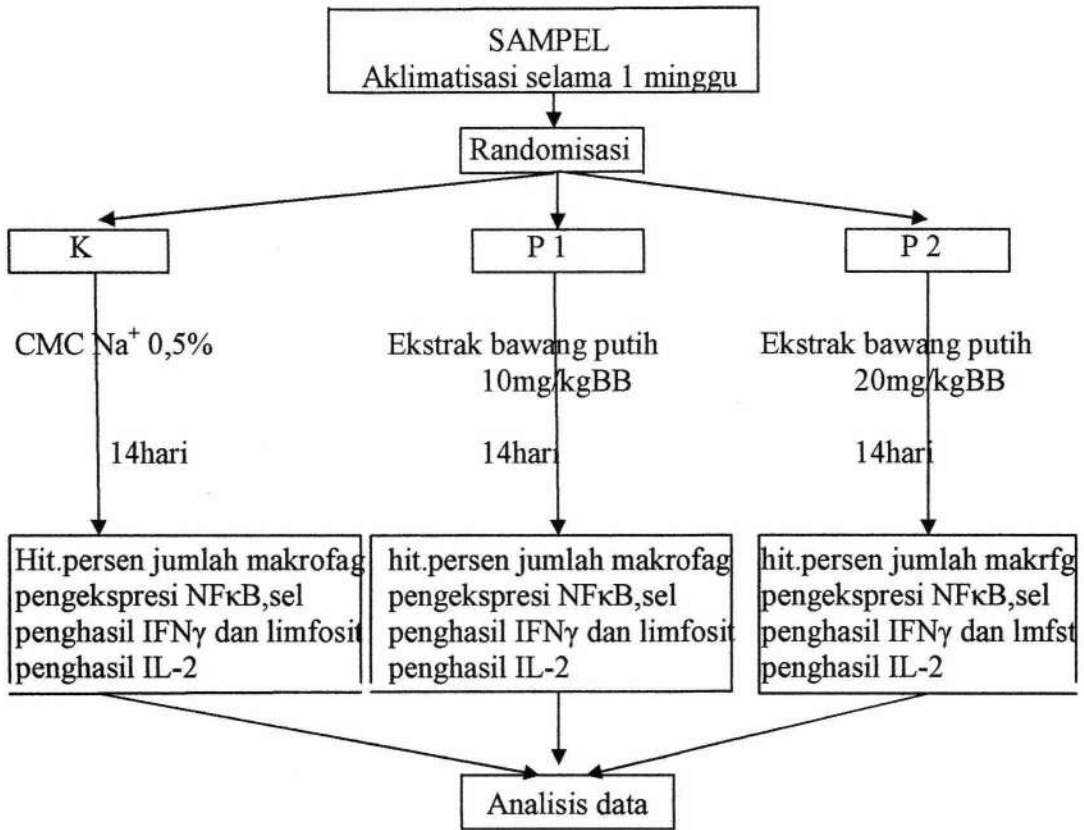 SAMPEL
Aklimatisasi selama 1 minggu
Randomisasi
K
P 1
P 2
CMC Na⁺ 0,5%
14hari
Ekstrak bawang putih
10mg/kgBB
14hari
Ekstrak bawang putih
20mg/kgBB
14hari
Hit.persen jumlah makrofag
pengekspresi NFκB,sel
penghasil IFNγ dan limfosit
penghasil IL-2
hit.persen jumlah makrofag
pengekspresi NFκB,sel
penghasil IFNγ dan limfosit
penghasil IL-2
hit.persen jumlah makrfg
pengekspresi NFκB,sel
penghasil IFNγ dan lmfst
penghasil IL-2
Analisis data